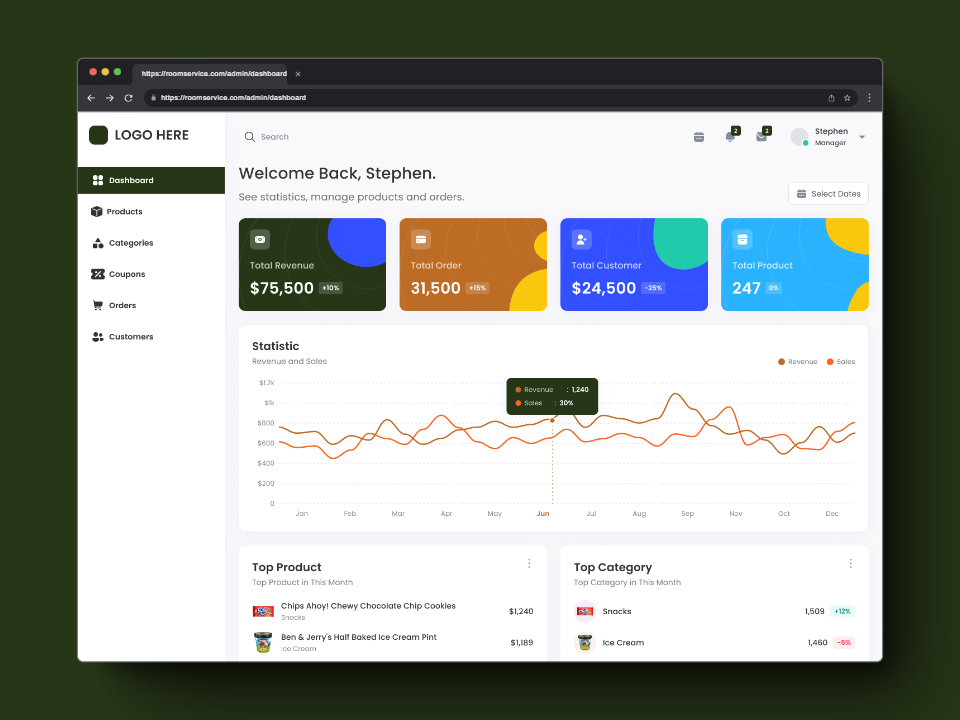 https://roomservice.com/admin/dashboard
https://roomservice.com/admin/dashboard
LOGO HERE
Search
2
2
Stephen
Manager
Dashboard
Products
Categories
Coupons
Orders
Customers
Welcome Back, Stephen.
See statistics, manage products and orders.
Select Dates
Total Revenue
$75,500 +10%
Total Order
31,500 +15%
Total Customer
$24,500 -25%
Total Product
247 0%
Statistic
Revenue and Sales
Revenue Sales
$1.2k
$1k
$800
$600
$400
$200
0
Revenue : 1,240
Sales : 30%
Jan Feb Mar Apr May Jun Jul Aug Sep Nov Oct Dec
Top Product
Top Product in This Month
Chips Ahoy! Chewy Chocolate Chip Cookies
Snacks
$1,240
Ben & Jerry's Half Baked Ice Cream Pint
Ice Cream
$1,189
Top Category
Top Category in This Month
Snacks 1,509 +12%
Ice Cream 1,460 -5%